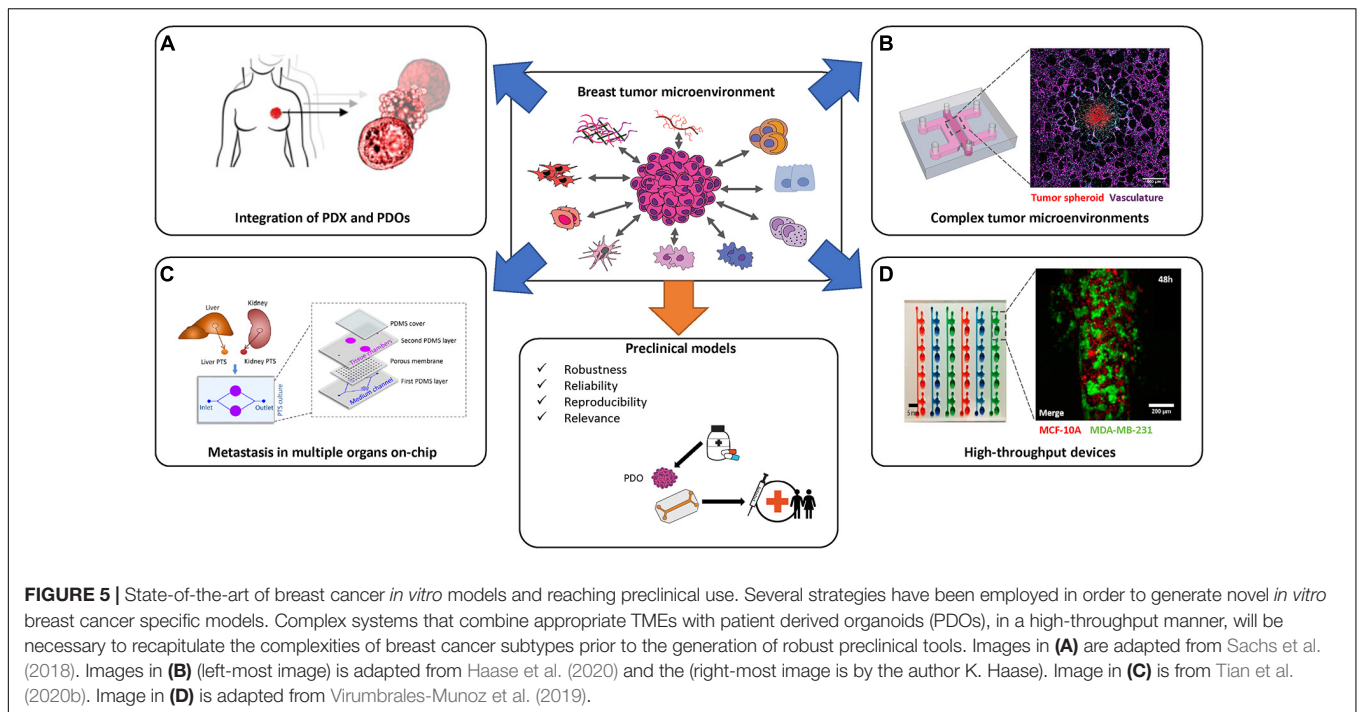 A
Integration of PDX and PDOs
Breast tumor microenvironment
B
Tumor spheroid Vasculature
Complex tumor microenvironments
C
Liver
Kidney
Liver PTS
Kidney PTS
Inlet
Outlet
PTS culture
PDMS cover
Second PDMS layer
Tissue chambers
Porous membrane
First PDMS layer
Medium channel
Metastasis in multiple organs on-chip
Preclinical models
✓ Robustness
✓ Reliability
✓ Reproducibility
✓ Relevance
PDO
D
48h
Merge
200 µm
MCF-10A MDA-MB-231
High-throughput devices
FIGURE 5 | State-of-the-art of breast cancer in vitro models and reaching preclinical use. Several strategies have been employed in order to generate novel in vitro
breast cancer specific models. Complex systems that combine appropriate TMEs with patient derived organoids (PDOs), in a high-throughput manner, will be
necessary to recapitulate the complexities of breast cancer subtypes prior to the generation of robust preclinical tools. Images in (A) are adapted from Sachs et al.
(2018). Images in (B) (left-most image) is adapted from Haase et al. (2020) and the (right-most image is by the author K. Haase). Image in (C) is from Tian et al.
(2020b). Image in (D) is adapted from Virumbrales-Munoz et al. (2019).